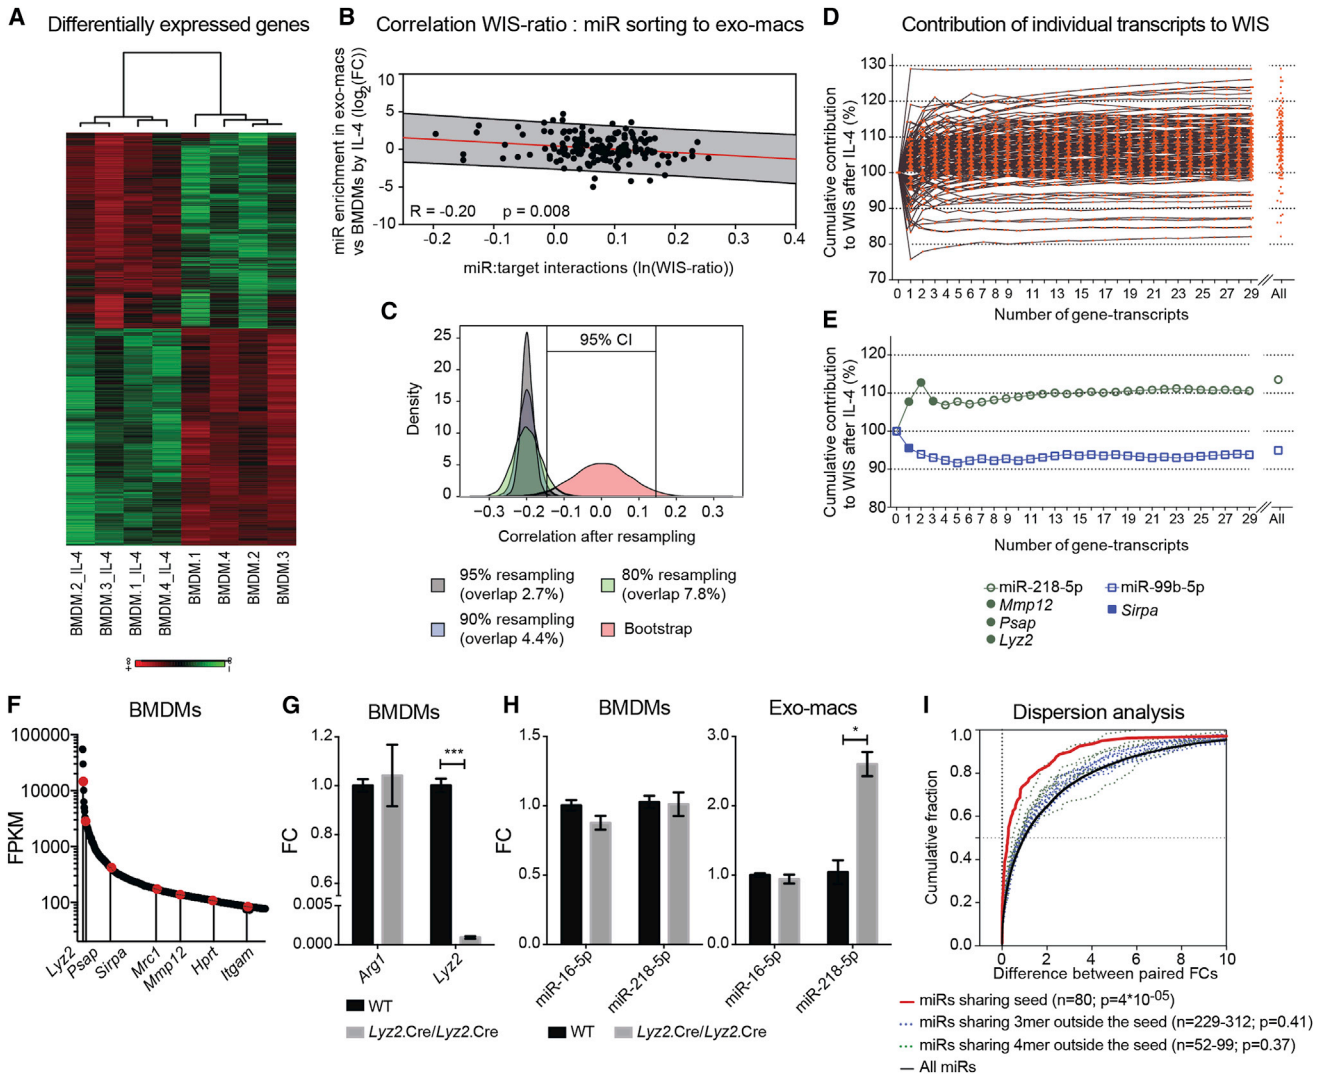 A Differentially expressed genes
BMDM.2_IL-4
BMDM.3_IL-4
BMDM.1_IL-4
BMDM.4_IL-4
BMDM.1
BMDM.4
BMDM.2
BMDM.3
+8
-8
B Correlation WIS-ratio : miR sorting to exo-macs
miR enrichment in exo-macs
vs BMDMs by IL-4 (log2(FC))
10
5
0
-5
-10
R = -0.20 p = 0.008
-0.2 -0.1 0.0 0.1 0.2 0.3 0.4
miR:target interactions (ln(WIS-ratio))
C
Density
25
20
15
10
5
0
95% CI
−0.3 −0.2 −0.1 0.0 0.1 0.2 0.3
Correlation after resampling
95% resampling
(overlap 2.7%)
80% resampling
(overlap 7.8%)
90% resampling
(overlap 4.4%)
Bootstrap
D Contribution of individual transcripts to WIS
Cumulative contribution
to WIS after IL-4 (%)
130
120
110
100
90
80
70
0 1 2 3 4 5 6 7 8 9 11 13 15 17 19 21 23 25 27 29 All
Number of gene-transcripts
E
Cumulative contribution
to WIS after IL-4 (%)
120
110
100
90
80
0 1 2 3 4 5 6 7 8 9 11 13 15 17 19 21 23 25 27 29 All
Number of gene-transcripts
miR-218-5p
Mmp12
Psap
Lyz2
miR-99b-5p
Sirpa
F BMDMs
FPKM
100000
10000
1000
100
Lyz2
Psap
Sirpa
Mrc1
Mmp12
Hprt
Itgam
G BMDMs
FC
1.2
1.0
0.8
0.6
0.005
0.000
***
Arg1
Lyz2
WT
Lyz2.Cre/Lyz2.Cre
H BMDMs
FC
1.5
1.0
0.5
0.0
miR-16-5p
miR-218-5p
Exo-macs
3.0
2.0
1.0
0.0
*
miR-16-5p
miR-218-5p
WT
Lyz2.Cre/Lyz2.Cre
I Dispersion analysis
Cumulative fraction
1.0
0.8
0.6
0.4
0.2
0.0
0 2 4 6 8 10
Difference between paired FCs
miRs sharing seed (n=80; p=4*10-05)
miRs sharing 3mer outside the seed (n=229-312; p=0.41)
miRs sharing 4mer outside the seed (n=52-99; p=0.37)
All miRs